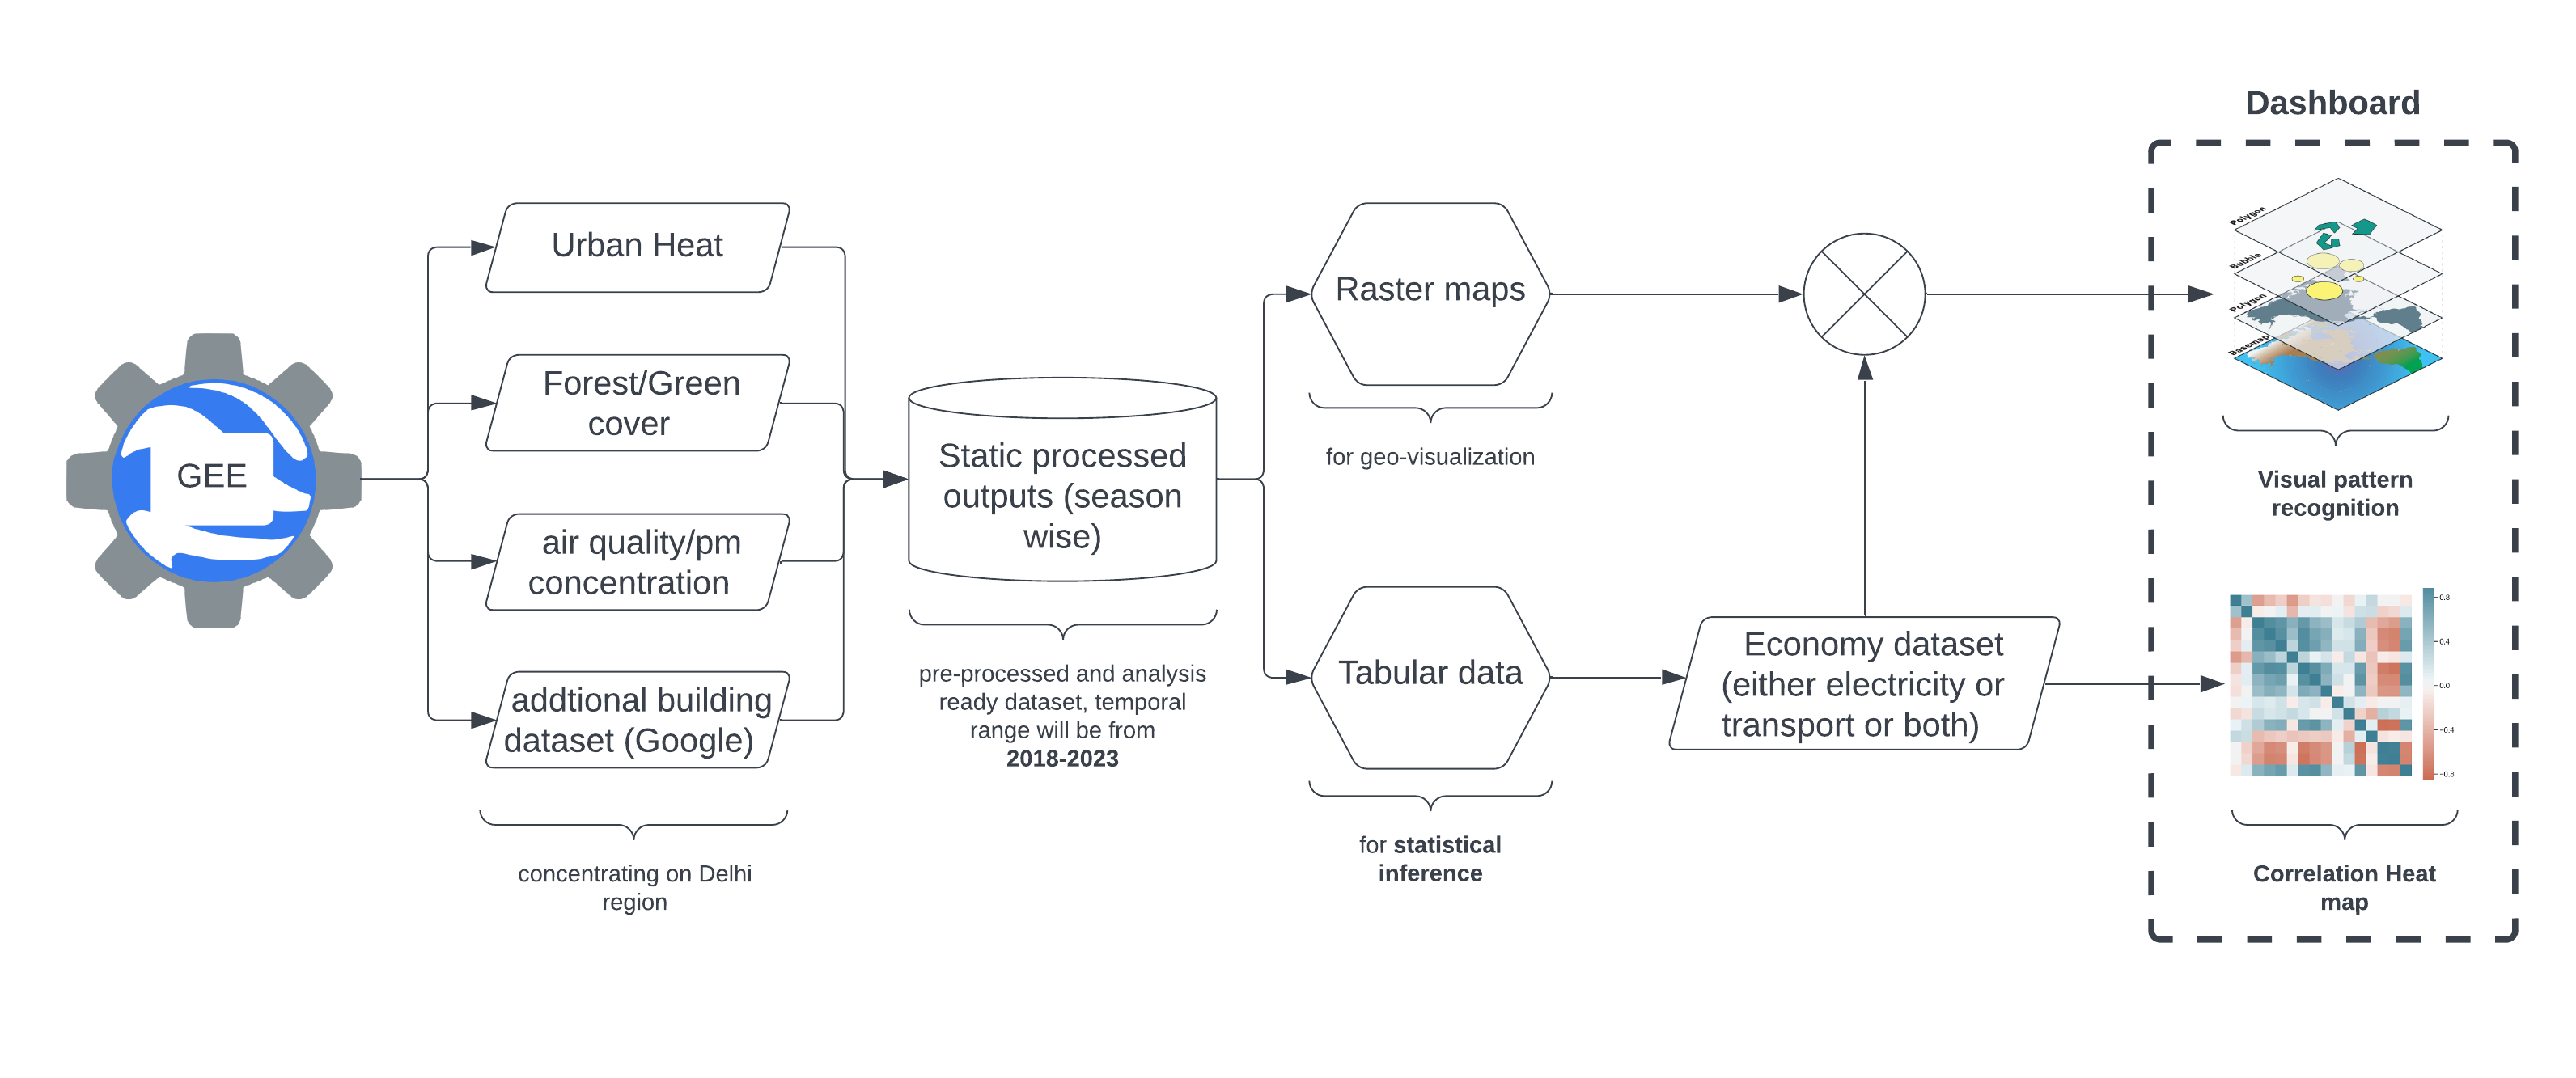 Dashboard
GEE
Urban Heat
Forest/Green
cover
air quality/pm
concentration
addtional building
dataset (Google)
concentrating on Delhi
region
Static processed
outputs (season
wise)
pre-processed and analysis
ready dataset, temporal
range will be from
2018-2023
Raster maps
for geo-visualization
Tabular data
for statistical
inference
Economy dataset
(either electricity or
transport or both)
Polygon
Bubble
Polygon
Basemap
Visual pattern
recognition
0.8
0.4
0.0
−0.4
−0.8
Correlation Heat
map